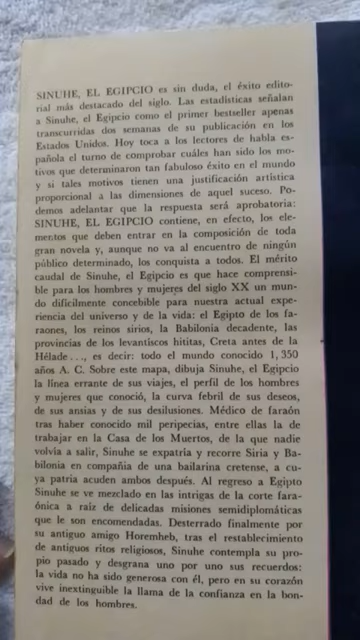 SINUHE, EL EGIPCIO es sin duda, el éxito edito-
rial más destacado del siglo. Las estadísticas señalan
a Sinuhe, el Egipcio como el primer bestseller apenas
transcurridas dos semanas de su publicación en los
Estados Unidos. Hoy toca a los lectores de habla es-
pañola el turno de comprobar cuáles han sido los mo-
tivos que determinaron tan fabuloso éxito en el mundo
y si tales motivos tienen una justificación artística
proporcional a las dimensiones de aquel suceso. Po-
demos adelantar que la respuesta será aprobatoria:
SINUHE, EL EGIPCIO contiene, en efecto, los ele-
mentos que deben entrar en la composición de toda
gran novela y, aunque no va al encuentro de ningún
público determinado, los conquista a todos. El mérito
caudal de Sinuhe, el Egipcio es que hace comprensi-
ble para los hombres y mujeres del siglo XX un mun-
do difícilmente concebible para nuestra actual expe-
riencia del universo y de la vida: el Egipto de los fa-
raones, los reinos sirios, la Babilonia decadente, las
provincias de los levantiscos hititas, Creta antes de la
Hélade..., es decir: todo el mundo conocido 1,350
años A. C. Sobre este mapa, dibuja Sinuhe, el Egipcio
la línea errante de sus viajes, el perfil de los hombres
y mujeres que conoció, la curva febril de sus deseos,
de sus ansias y de sus desilusiones. Médico de faraón
tras haber conocido mil peripecias, entre ellas la de
trabajar en la Casa de los Muertos, de la que nadie
volvía a salir, Sinuhe se expatria y recorre Siria y Ba-
bilonia en compañía de una bailarina cretense, a cu-
ya patria acuden ambos después. Al regreso a Egipto
Sinuhe se ve mezclado en las intrigas de la corte fara-
ónica a raíz de delicadas misiones semidiplomáticas
que le son encomendadas. Desterrado finalmente por
su antiguo amigo Horemheb, tras el restablecimiento
de antiguos ritos religiosos, Sinuhe contempla su pro-
pio pasado y desgrana uno por uno sus recuerdos:
la vida no ha sido generosa con él, pero en su corazón
vive inextinguible la llama de la confianza en la bon-
dad de los hombres.